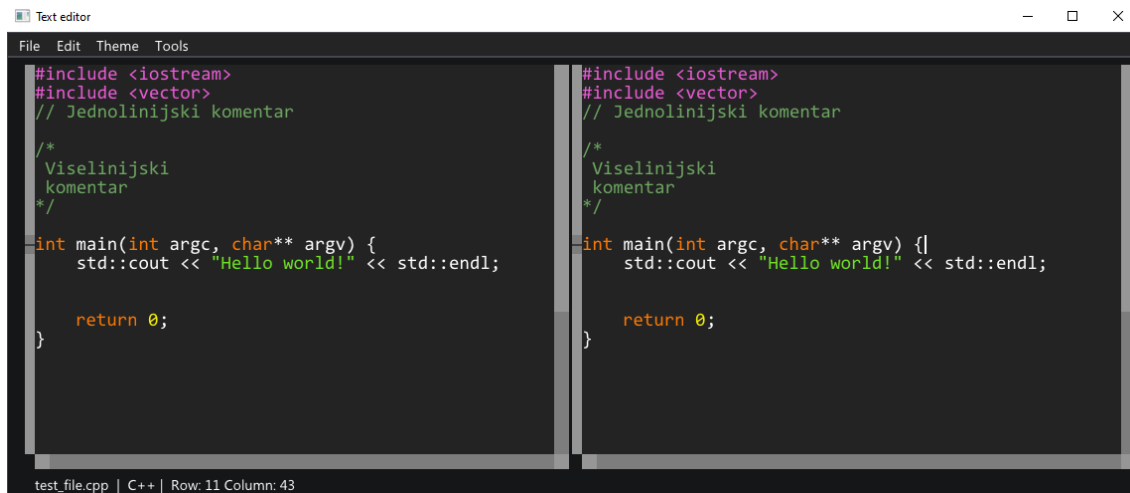 Text editor
File Edit Theme Tools
#include <iostream>
#include <vector>
// Jednolinijski komentar
/*
Viselinijski
komentar
*/
int main(int argc, char** argv) {
std::cout << "Hello world!" << std::endl;
return 0;
}
#include <iostream>
#include <vector>
// Jednolinijski komentar
/*
Viselinijski
komentar
*/
int main(int argc, char** argv) {
std::cout << "Hello world!" << std::endl;
return 0;
}
test_file.cpp | C++ | Row: 11 Column: 43